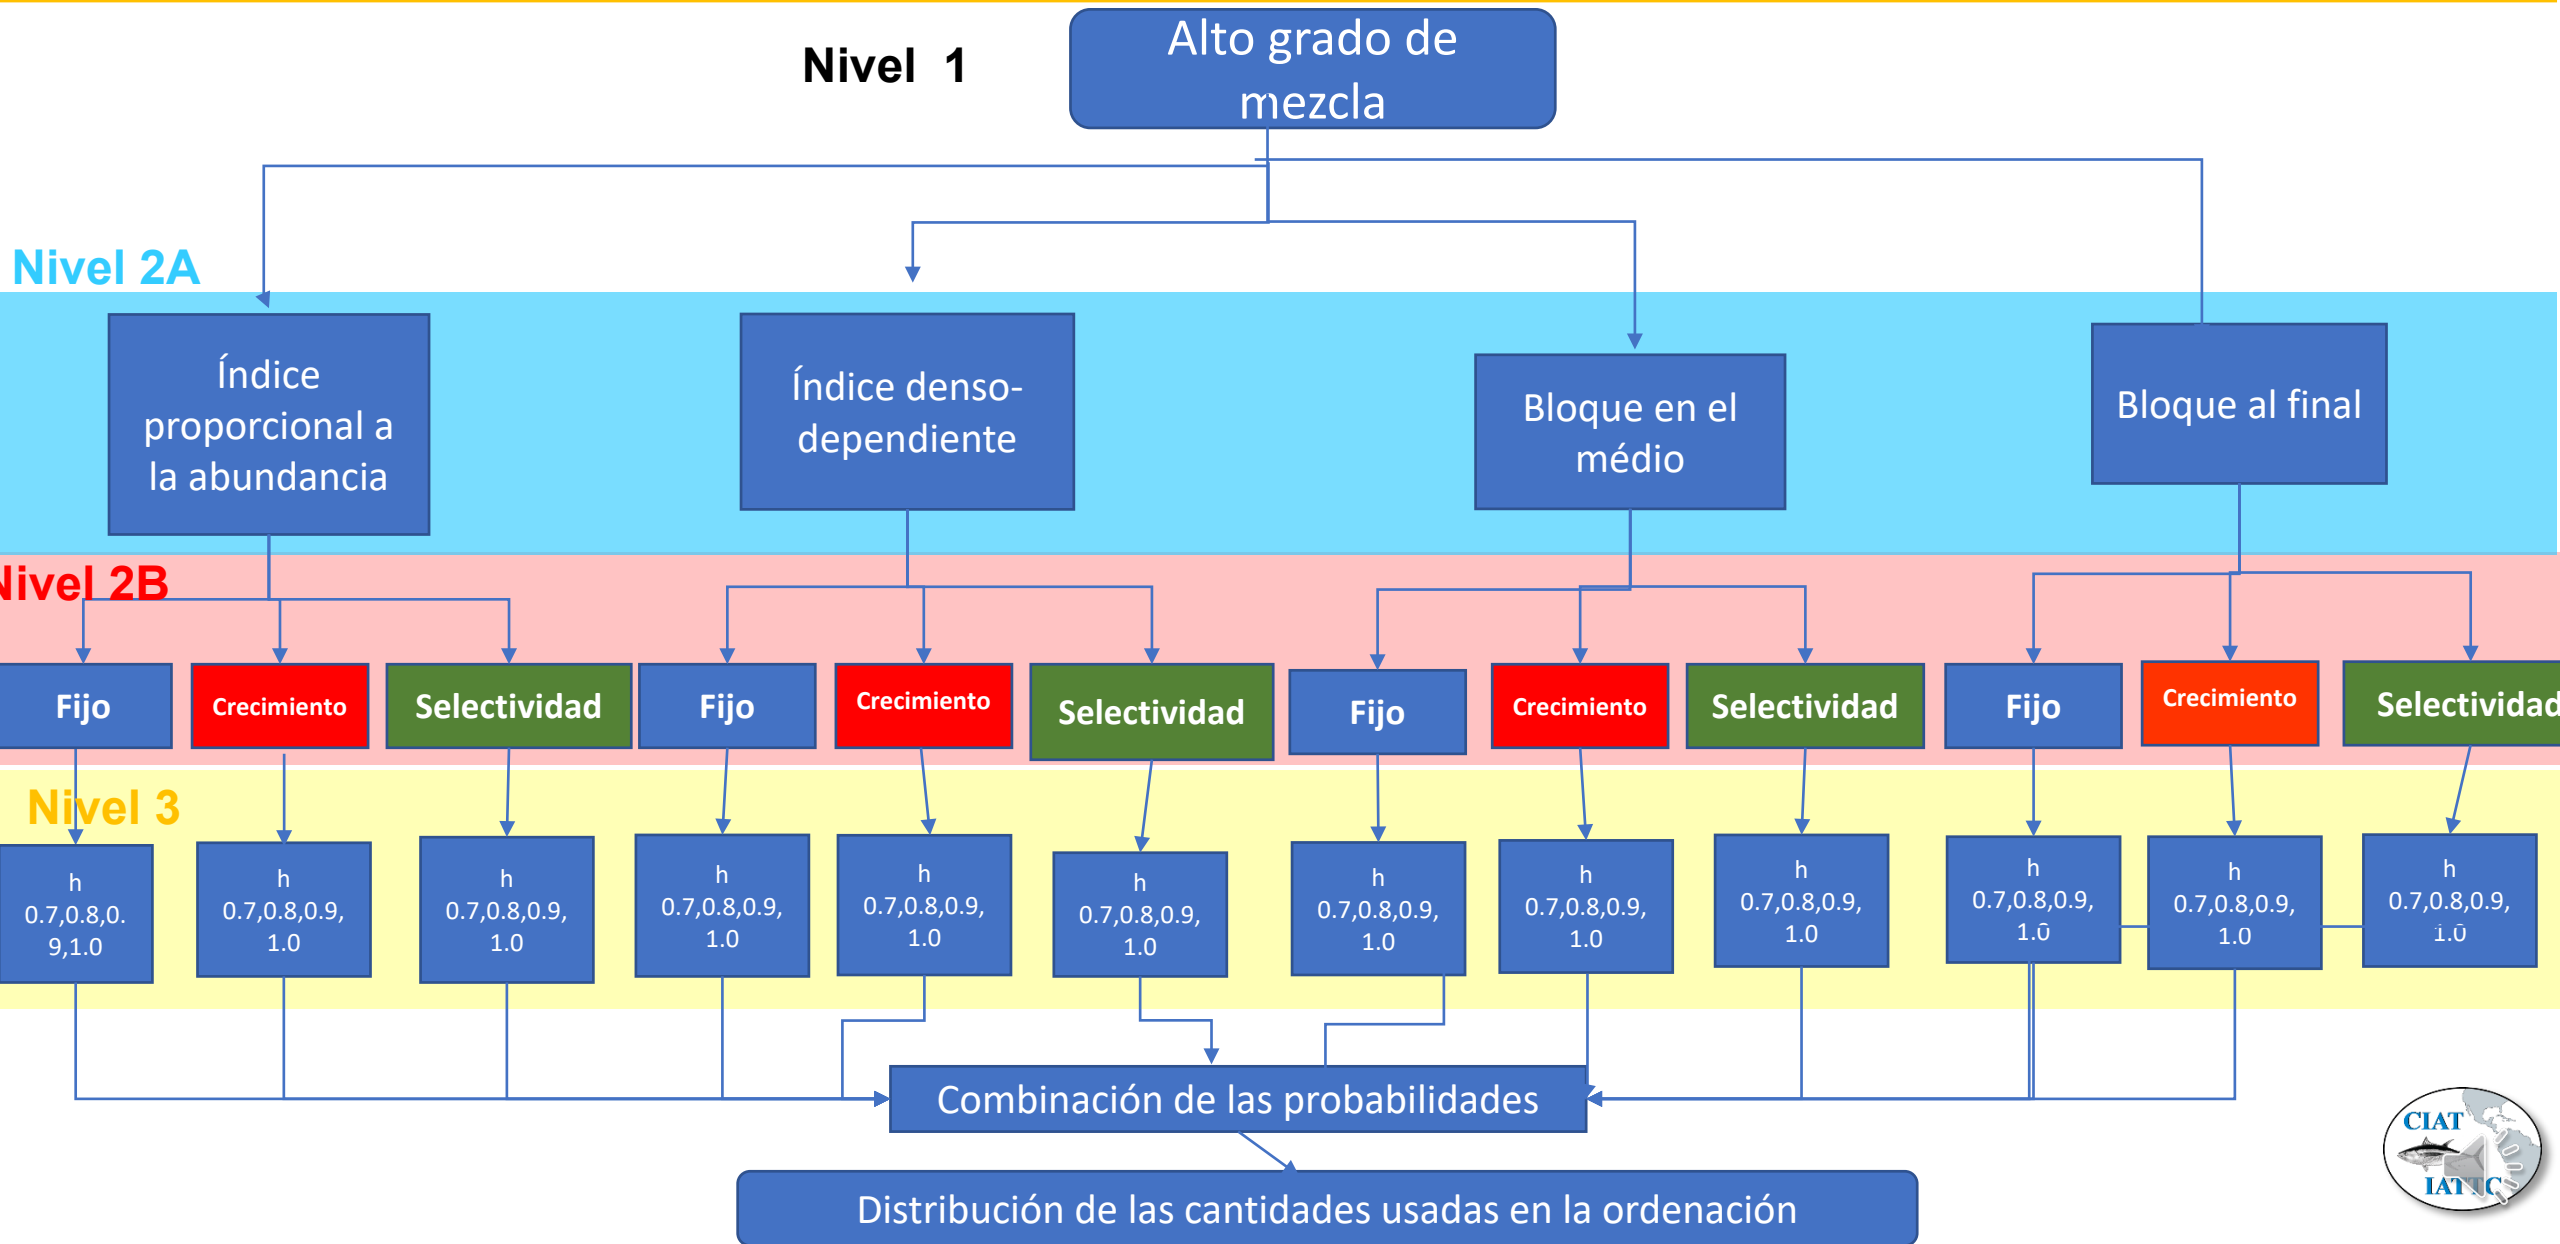 Nivel 1
Alto grado de
mezcla
Nivel 2A
Índice
proporcional a
la abundancia
Índice denso-
dependiente
Bloque en el
médio
Bloque al final
Nivel 2B
Fijo
Crecimiento
Selectividad
Fijo
Crecimiento
Selectividad
Fijo
Crecimiento
Selectividad
Fijo
Crecimiento
Selectividad
Nivel 3
h
0.7,0.8,0.
9,1.0
h
0.7,0.8,0.9,
1.0
h
0.7,0.8,0.9,
1.0
h
0.7,0.8,0.9,
1.0
h
0.7,0.8,0.9,
1.0
h
0.7,0.8,0.9,
1.0
h
0.7,0.8,0.9,
1.0
h
0.7,0.8,0.9,
1.0
h
0.7,0.8,0.9,
1.0
h
0.7,0.8,0.9,
1.0
h
0.7,0.8,0.9,
1.0
h
0.7,0.8,0.9,
1.0
Combinación de las probabilidades
Distribución de las cantidades usadas en la ordenación
CIAT
IATTC